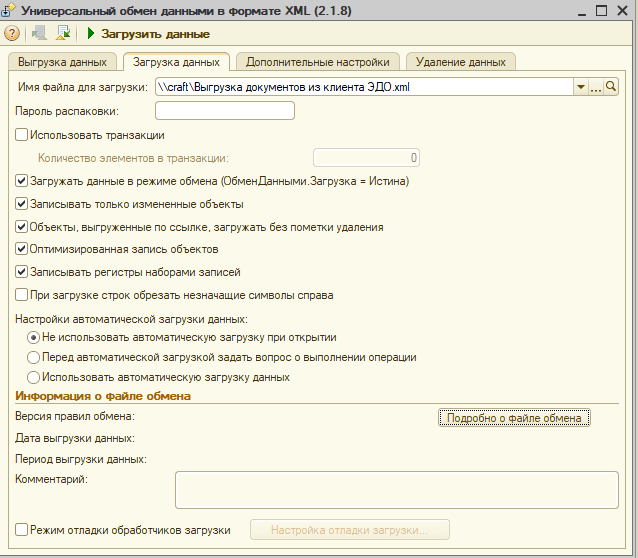 Универсальный обмен данными в формате XML (2.1.8)
Загрузить данные
Выгрузка данных Загрузка данных Дополнительные настройки Удаление данных
Имя файла для загрузки: \\craft\Выгрузка документов из клиента ЭДО.xml ...
Пароль распаковки:
Использовать транзакции
Количество элементов в транзакции: 0
Загружать данные в режиме обмена (ОбменДанными.Загрузка = Истина)
Записывать только измененные объекты
Объекты, выгруженные по ссылке, загружать без пометки удаления
Оптимизированная запись объектов
Записывать регистры наборами записей
При загрузке строк обрезать незначащие символы справа
Настройки автоматической загрузки данных:
Не использовать автоматическую загрузку при открытии
Перед автоматической загрузкой задать вопрос о выполнении операции
Использовать автоматическую загрузку данных
Информация о файле обмена
Версия правил обмена: Подробно о файле обмена
Дата выгрузки данных:
Период выгрузки данных:
Комментарий:
Режим отладки обработчиков загрузки Настройка отладки загрузки...